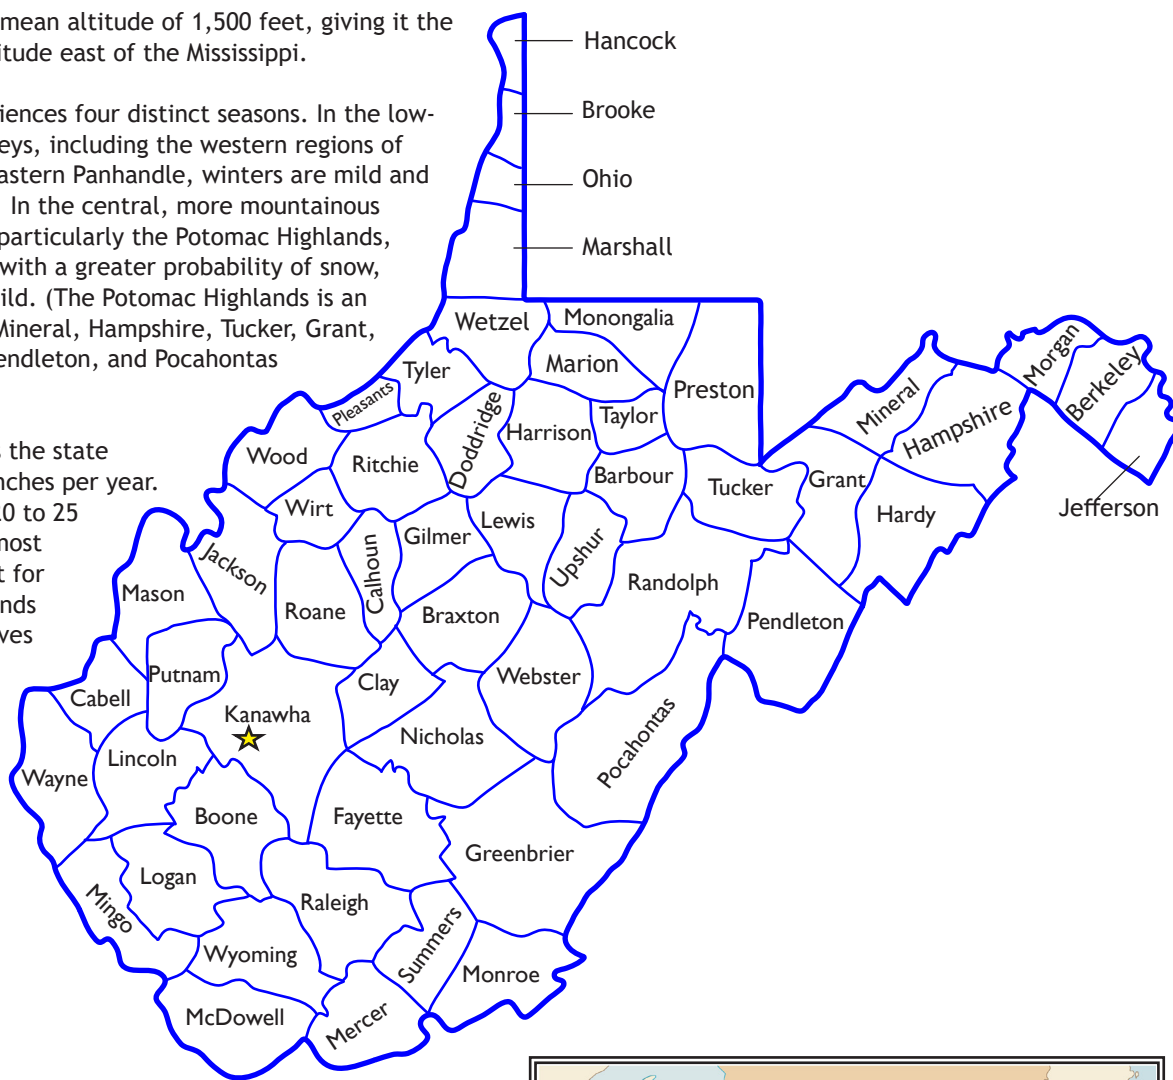 mean altitude of 1,500 feet, giving it the
itude east of the Mississippi.
iences four distinct seasons. In the low-
eys, including the western regions of
astern Panhandle, winters are mild and
. In the central, more mountainous
particularly the Potomac Highlands,
with a greater probability of snow,
ild. (The Potomac Highlands is an
Mineral, Hampshire, Tucker, Grant,
endleton, and Pocahontas
s the state
nches per year.
10 to 25
most
t for
nds
ves
Hancock
Brooke
Ohio
Marshall
Wetzel
Monongalia
Marion
Tyler
Pleasants
Preston
Doddridge
Harrison
Taylor
Mineral
Hampshire
Morgan
Berkeley
Jefferson
Wood
Ritchie
Barbour
Tucker
Grant
Hardy
Wirt
Jackson
Calhoun
Gilmer
Lewis
Upshur
Randolph
Pendleton
Mason
Roane
Braxton
Putnam
Clay
Webster
Cabell
Kanawha
Nicholas
Pocahontas
Lincoln
Wayne
Boone
Fayette
Greenbrier
Logan
Mingo
Raleigh
Summers
Wyoming
Monroe
McDowell
Mercer